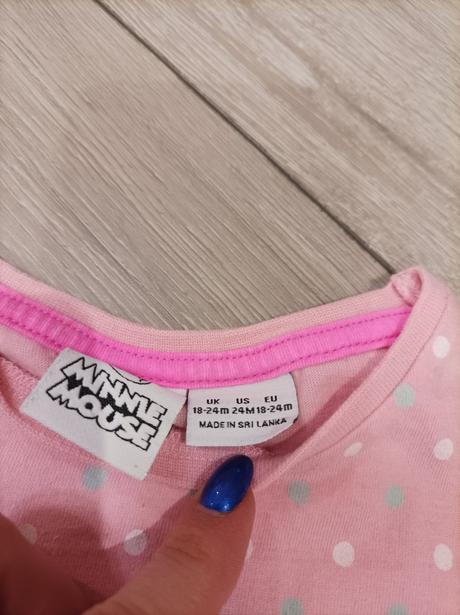 MINNIE
MOUSE
UK US EU
18-24m 24M 18-24m
MADE IN SRI LANKA